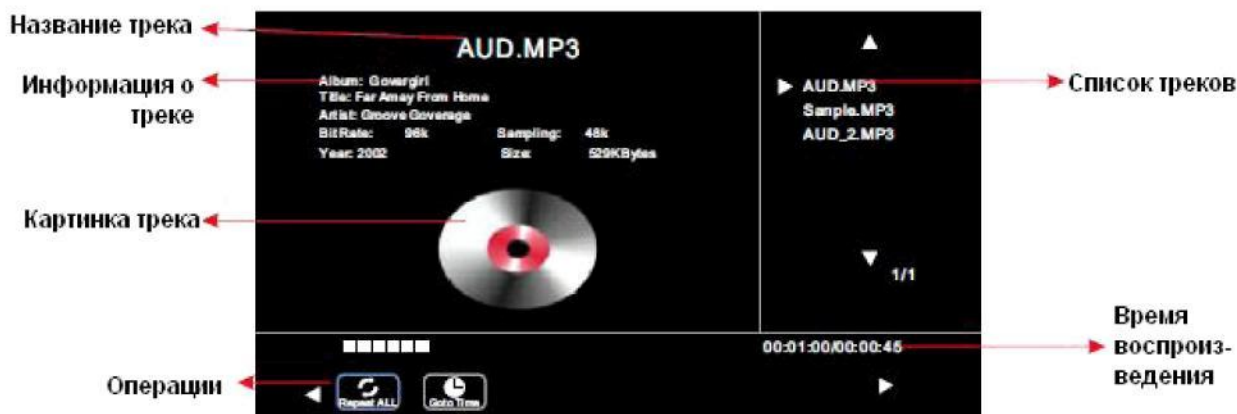 Название трека
Информация о
треке
Картинка трека
Операции
AUD.MP3
Album: Govergirl
Title: Far Away From Home
Artist: Groove Goverage
BitRate: 96k Sampling: 48k
Year: 2002 Size: 529KBytes
AUD.MP3
Sanple.MP3
AUD_2.MP3
1/1
00:01:00/00:00:45
Repeat ALL
Goto Time
Список треков
Время
воспроиз-
ведения